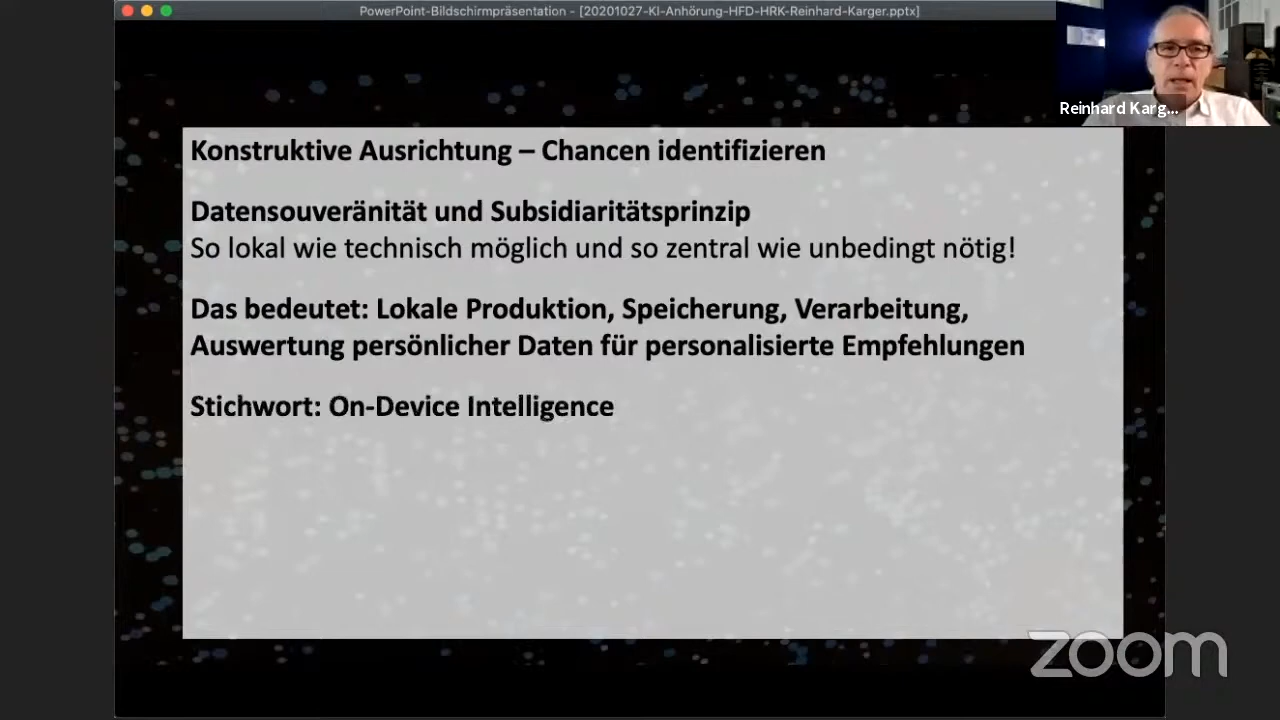 PowerPoint-Bildschirmpräsentation - [20201027-KI-Anhörung-HFD-HRK-Reinhard-Karger.pptx]
Reinhard Karg...
Konstruktive Ausrichtung – Chancen identifizieren
Datensouveränität und Subsidiaritätsprinzip
So lokal wie technisch möglich und so zentral wie unbedingt nötig!
Das bedeutet: Lokale Produktion, Speicherung, Verarbeitung,
Auswertung persönlicher Daten für personalisierte Empfehlungen
Stichwort: On-Device Intelligence
zoom